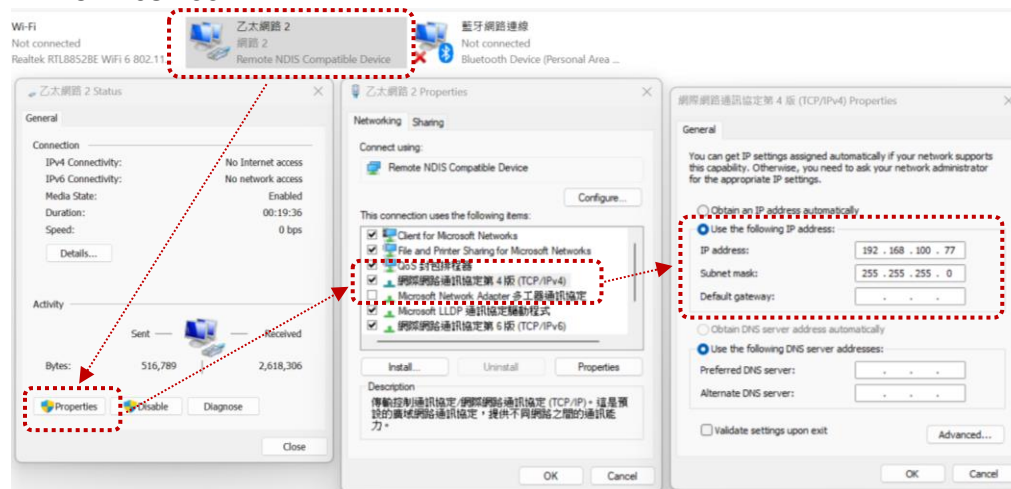 Wi-Fi
Not connected
Realtek RTL8852BE WiFi 6 802.11
乙太網路 2
網路 2
Remote NDIS Compatible Device
藍牙網路連線
Not connected
Bluetooth Device (Personal Area ...
乙太網路 2 Status
General
Connection
IPv4 Connectivity: No Internet access
IPv6 Connectivity: No network access
Media State: Enabled
Duration: 00:19:36
Speed: 0 bps
Details...
Activity
Sent — — Received
Bytes: 516,789 2,618,306
Properties Disable Diagnose
Close
乙太網路 2 Properties
Networking Sharing
Connect using:
Remote NDIS Compatible Device
Configure...
This connection uses the following items:
Client for Microsoft Networks
File and Printer Sharing for Microsoft Networks
QoS 封包排程器
網際網路通訊協定第 4 版 (TCP/IPv4)
Microsoft Network Adapter 多工器通訊協定
Microsoft LLDP 通訊協定驅動程式
網際網路通訊協定第 6 版 (TCP/IPv6)
Install... Uninstall Properties
Description
傳輸控制通訊協定/網際網路通訊協定 (TCP/IP)。這是預
設的廣域網路通訊協定，提供不同網路之間的通訊能
力。
OK Cancel
網際網路通訊協定第 4 版 (TCP/IPv4) Properties
General
You can get IP settings assigned automatically if your network supports
this capability. Otherwise, you need to ask your network administrator
for the appropriate IP settings.
Obtain an IP address automatically
Use the following IP address:
IP address: 192 . 168 . 100 . 77
Subnet mask: 255 . 255 . 255 . 0
Default gateway: . . .
Obtain DNS server address automatically
Use the following DNS server addresses:
Preferred DNS server: . . .
Alternate DNS server: . . .
Validate settings upon exit
Advanced...
OK Cancel